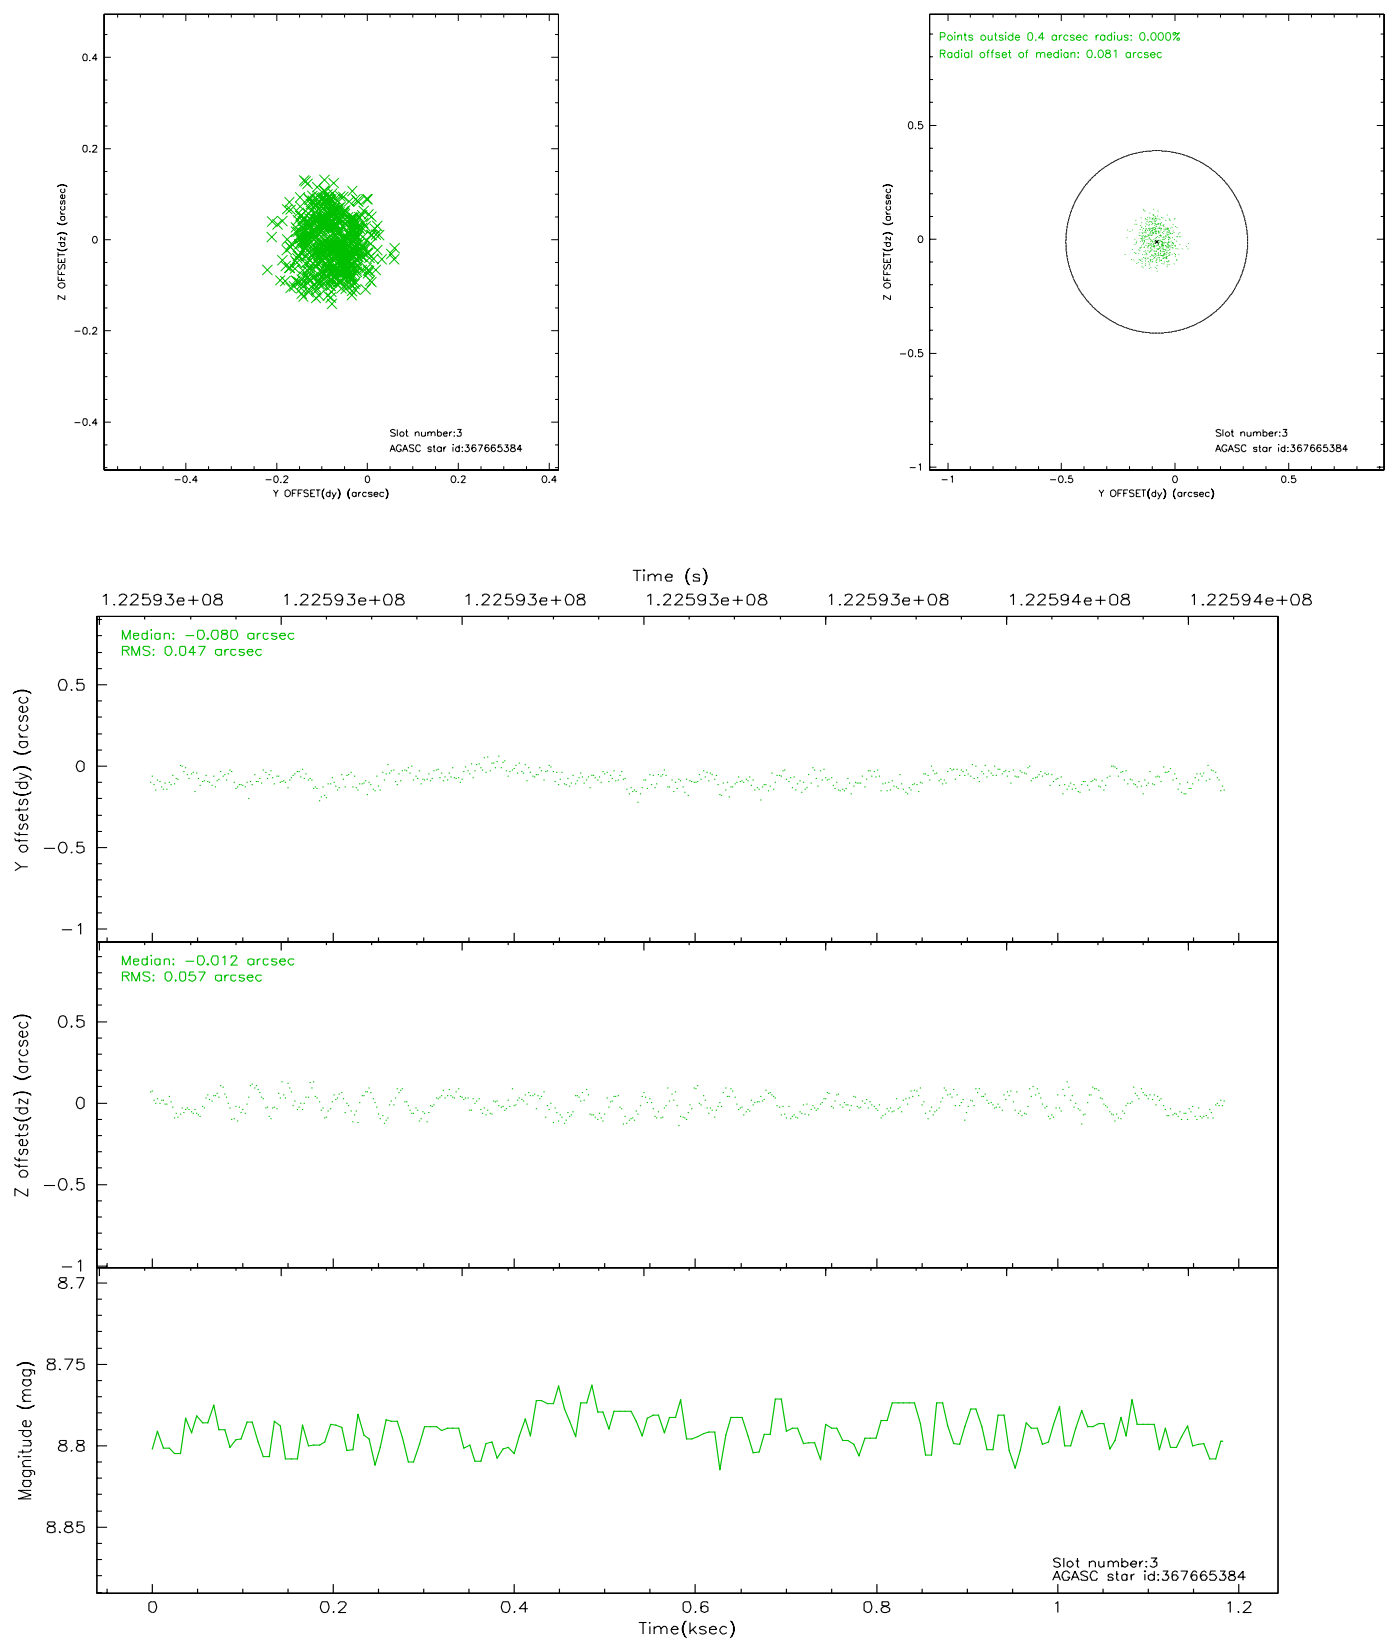 0.4
0.2
0
−0.2
−0.4
Z OFFSET(dz) (arcsec)
Slot number:3
AGASC star id:367665384
−0.4 −0.2 0 0.2 0.4
Y OFFSET(dy) (arcsec)
Points outside 0.4 arcsec radius: 0.000%
Radial offset of median: 0.081 arcsec
0.5
0
−0.5
−1
Z OFFSET(dz) (arcsec)
Slot number:3
AGASC star id:367665384
−1 −0.5 0 0.5
Y OFFSET(dy) (arcsec)
Time (s)
1.22593e+08 1.22593e+08 1.22593e+08 1.22593e+08 1.22593e+08 1.22594e+08 1.22594e+08
Median: −0.080 arcsec
RMS: 0.047 arcsec
0.5
0
−0.5
−1
Y offsets(dy) (arcsec)
Median: −0.012 arcsec
RMS: 0.057 arcsec
0.5
0
−0.5
−1
Z offsets(dz) (arcsec)
8.7
8.75
8.8
8.85
Magnitude (mag)
Slot number:3
AGASC star id:367665384
0 0.2 0.4 0.6 0.8 1 1.2
Time(ksec)